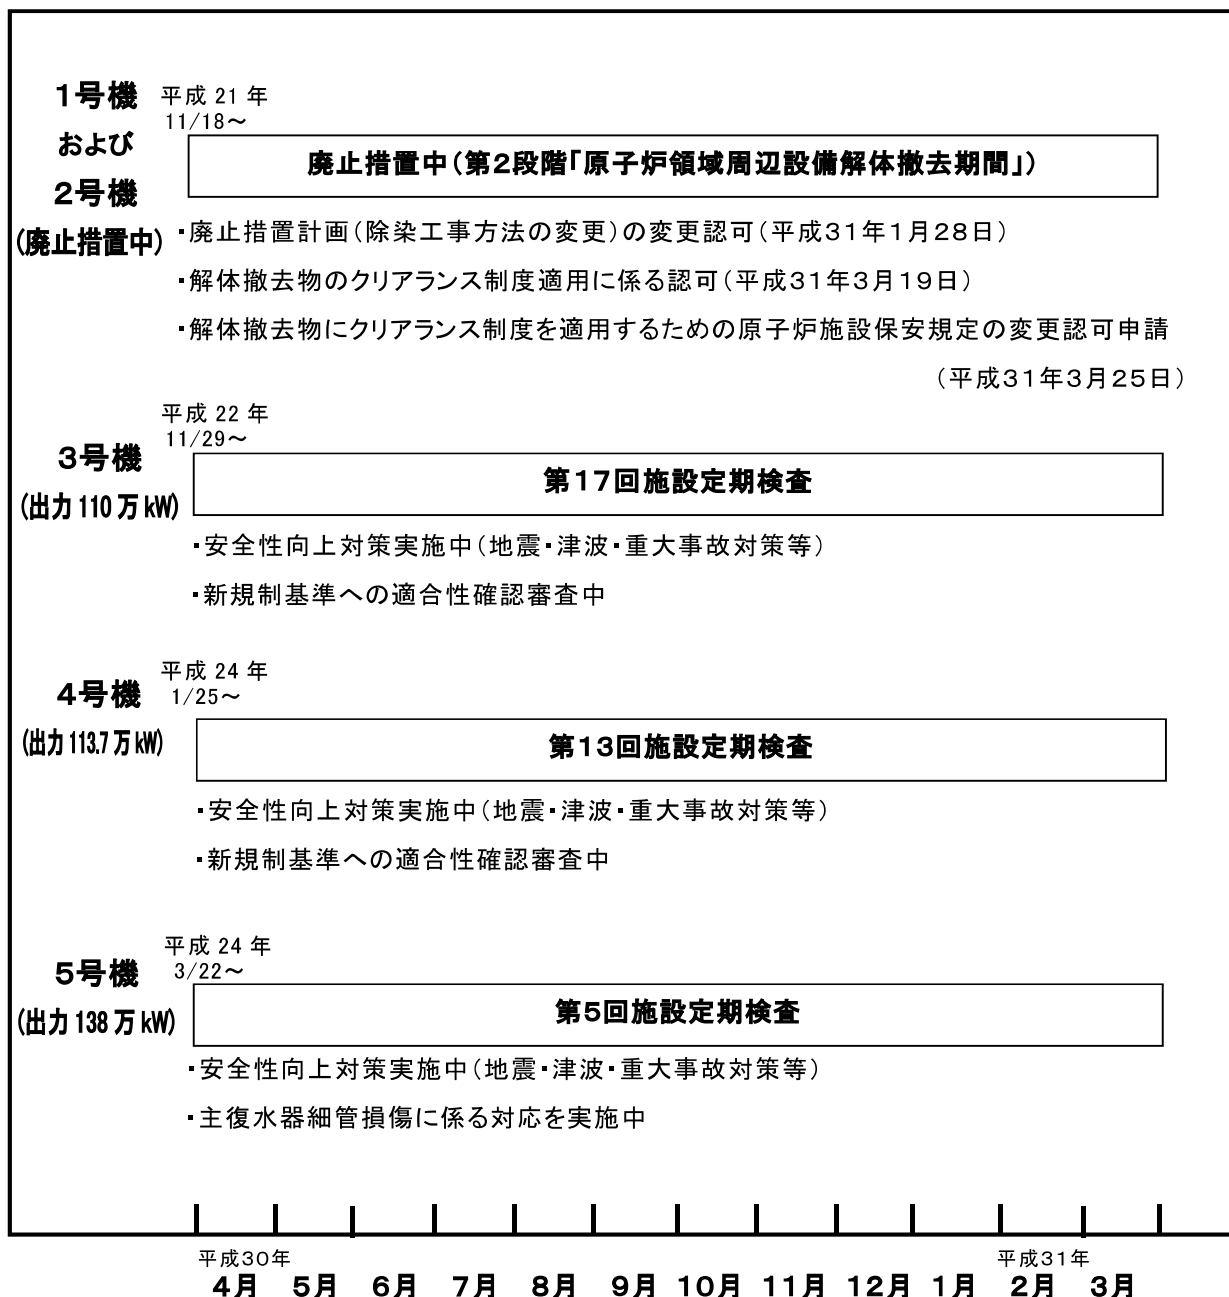 1号機
および
2号機
(廃止措置中)
平成 21 年
11/18～
廃止措置中(第2段階「原子炉領域周辺設備解体撤去期間」)
・廃止措置計画(除染工事方法の変更)の変更認可(平成31年1月28日)
・解体撤去物のクリアランス制度適用に係る認可(平成31年3月19日)
・解体撤去物にクリアランス制度を適用するための原子炉施設保安規定の変更認可申請
(平成31年3月25日)
3号機
(出力 110 万 kW)
平成 22 年
11/29～
第17回施設定期検査
・安全性向上対策実施中(地震・津波・重大事故対策等)
・新規制基準への適合性確認審査中
4号機
(出力 113.7 万 kW)
平成 24 年
1/25～
第13回施設定期検査
・安全性向上対策実施中(地震・津波・重大事故対策等)
・新規制基準への適合性確認審査中
5号機
(出力 138 万 kW)
平成 24 年
3/22～
第5回施設定期検査
・安全性向上対策実施中(地震・津波・重大事故対策等)
・主復水器細管損傷に係る対応を実施中
平成30年 平成31年
4月 5月 6月 7月 8月 9月 10月 11月 12月 1月 2月 3月